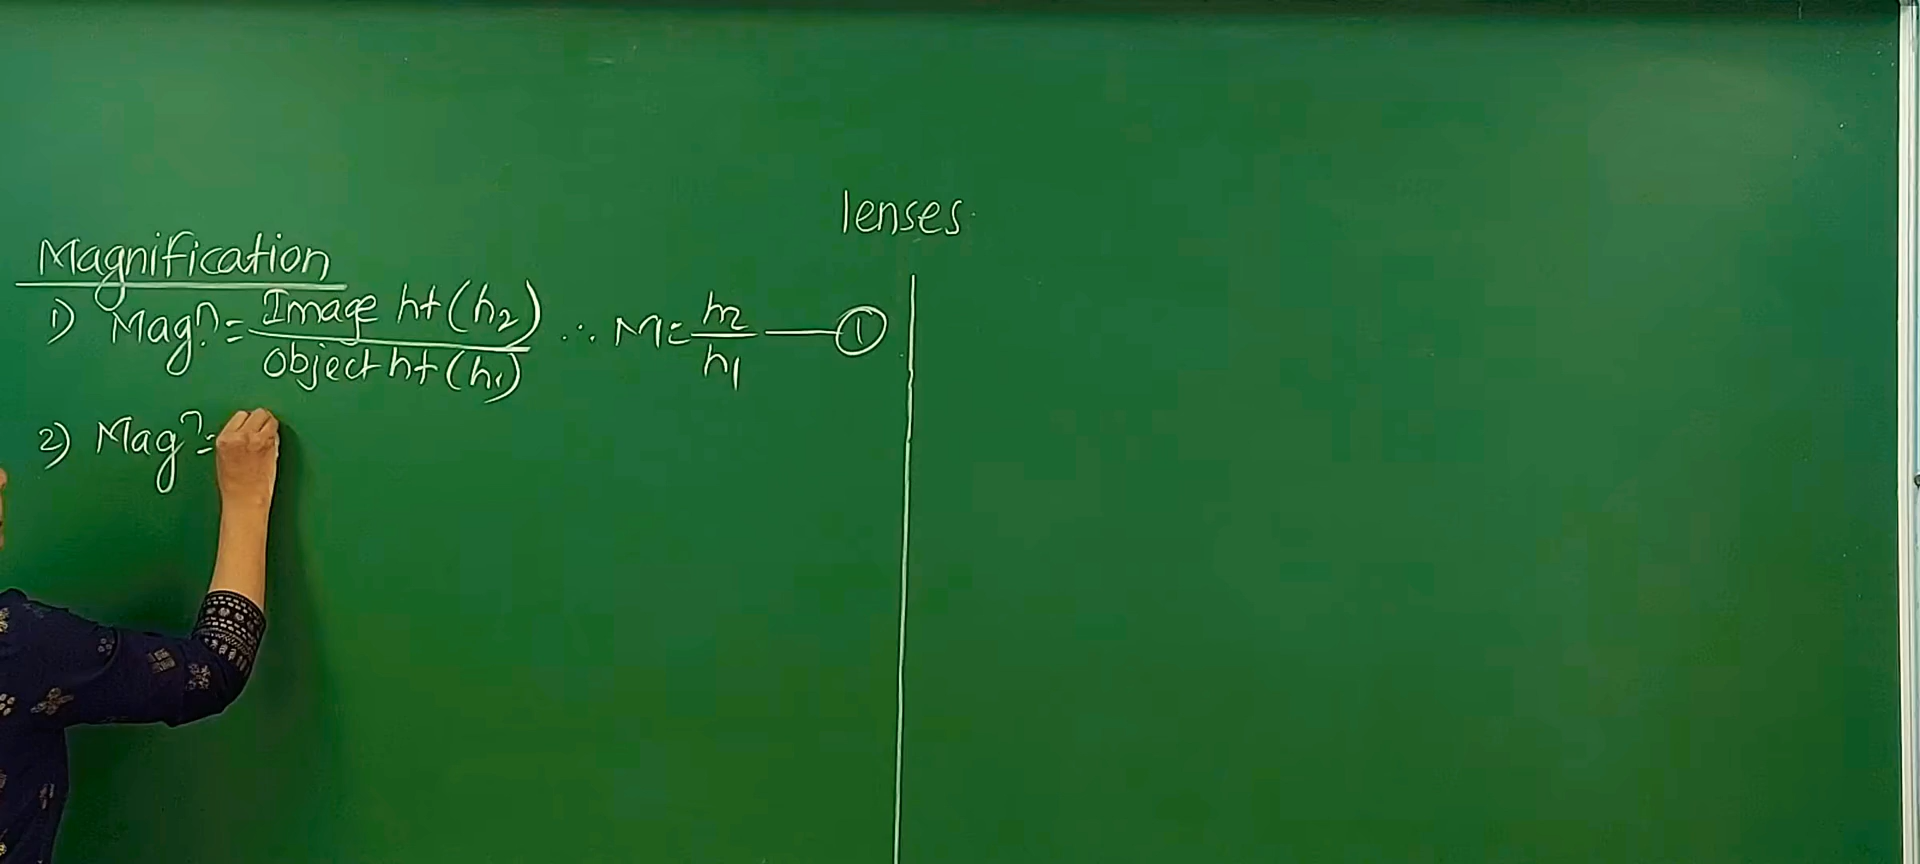 lenses
Magnification
1) Magn = Image ht (h2) / Object ht (h1) ∴ M = h2 / h1 —— ①
2) Magn =